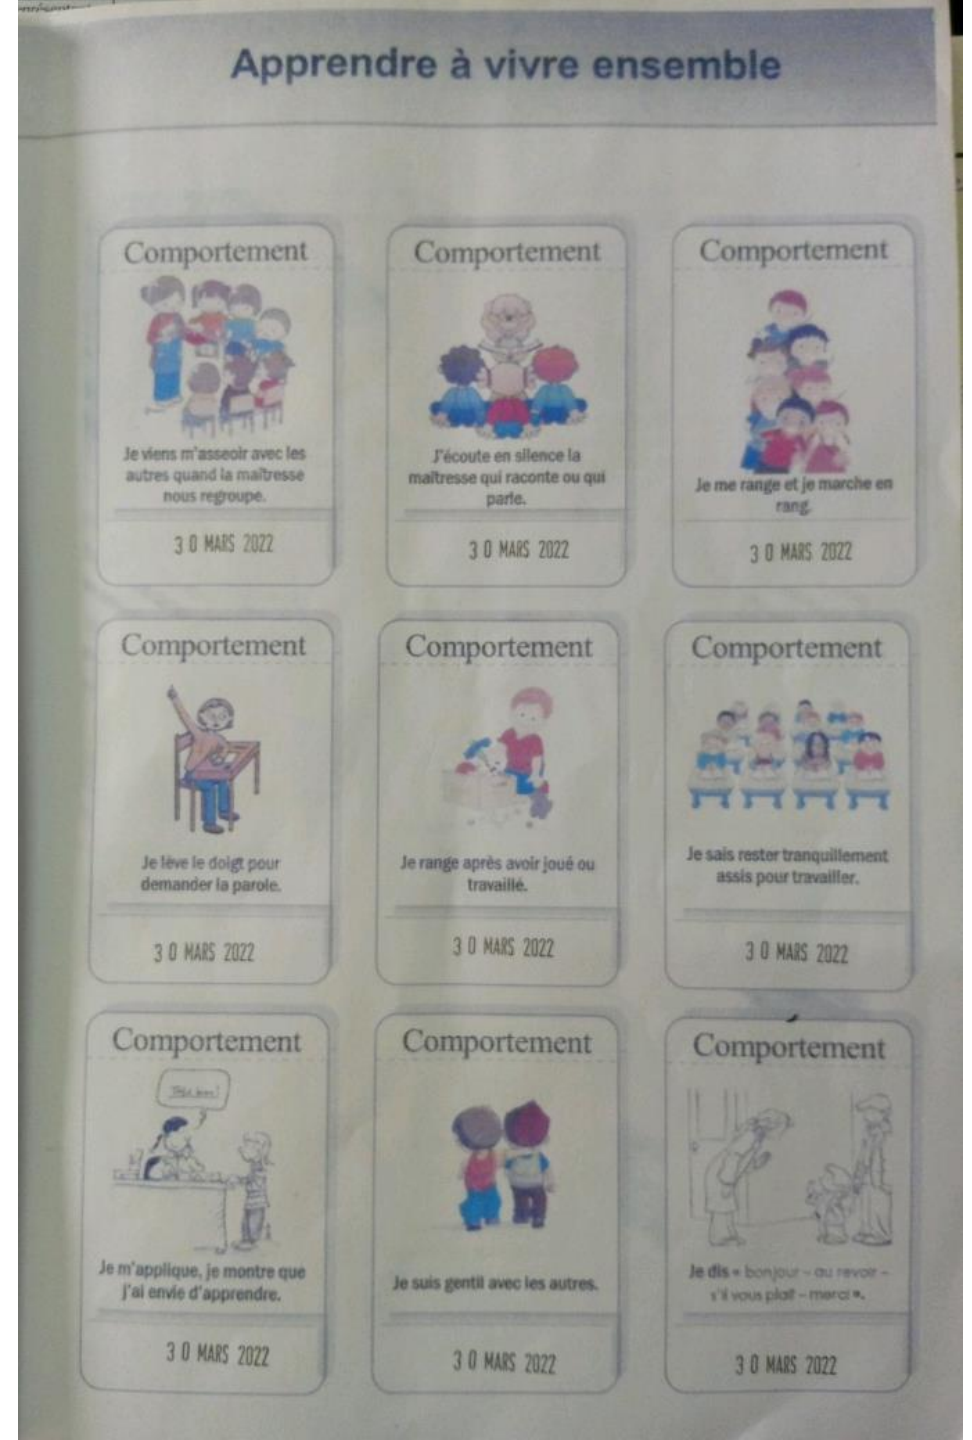 Apprendre à vivre ensemble
Comportement
Je viens m'asseoir avec les
autres quand la maîtresse
nous regroupe.
30 MARS 2022
Comportement
J'écoute en silence la
maîtresse qui raconte ou qui
parle.
30 MARS 2022
Comportement
Je me range et je marche en
rang.
30 MARS 2022
Comportement
Je lève le doigt pour
demander la parole.
30 MARS 2022
Comportement
Je range après avoir joué ou
travaillé.
30 MARS 2022
Comportement
Je sais rester tranquillement
assis pour travailler.
30 MARS 2022
Comportement
Très bien!
Je m'applique, je montre que
j'ai envie d'apprendre.
30 MARS 2022
Comportement
Je suis gentil avec les autres.
30 MARS 2022
Comportement
Je dis « bonjour – au revoir –
s'il vous plaît – merci ».
30 MARS 2022